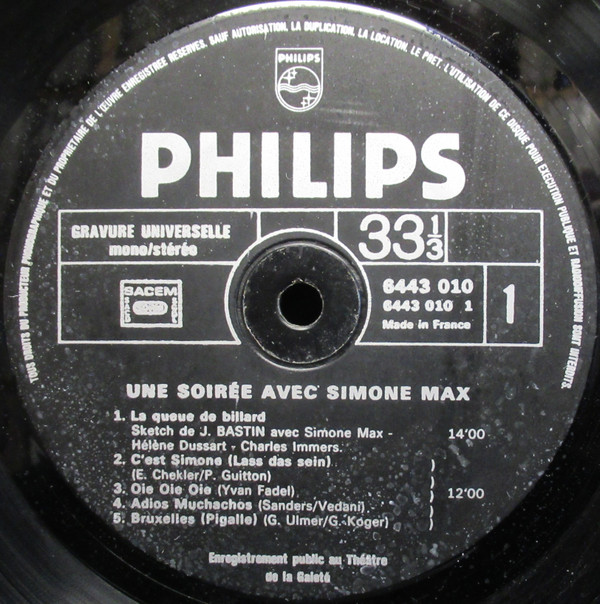 TOUS DROITS DU PRODUCTEUR PHONOGRAPHIQUE ET DU PROPRIETAIRE DE L'ŒUVRE ENREGISTREE RESERVES. SAUF AUTORISATION, LA DUPLICATION, LA LOCATION, LE PRET, L'UTILISATION DE CE DISQUE POUR EXECUTION PUBLIQUE ET RADIODIFFUSION SONT INTERDITS.
PHILIPS
PHILIPS
GRAVURE UNIVERSELLE
mono/stérée
33 1/3
SACEM
6443 010
6443 010 1
Made in France
1
UNE SOIRÉE AVEC SIMONE MAX
1. La queue de billard
Sketch de J. BASTIN avec Simone Max -
Hélène Dussart - Charles Immers. 14'00
2. C'est Simone (Lass das sein) )
(E. Chekler/P. Guitton) )
3. Oie Oie Oie (Yvan Fadel) ) 12'00
4. Adios Muchachos (Sanders/Vedani) )
5. Bruxelles (Pigalle) (G. Ulmer/G. Koger) )
Enregistrement public au Théâtre
de la Gaieté